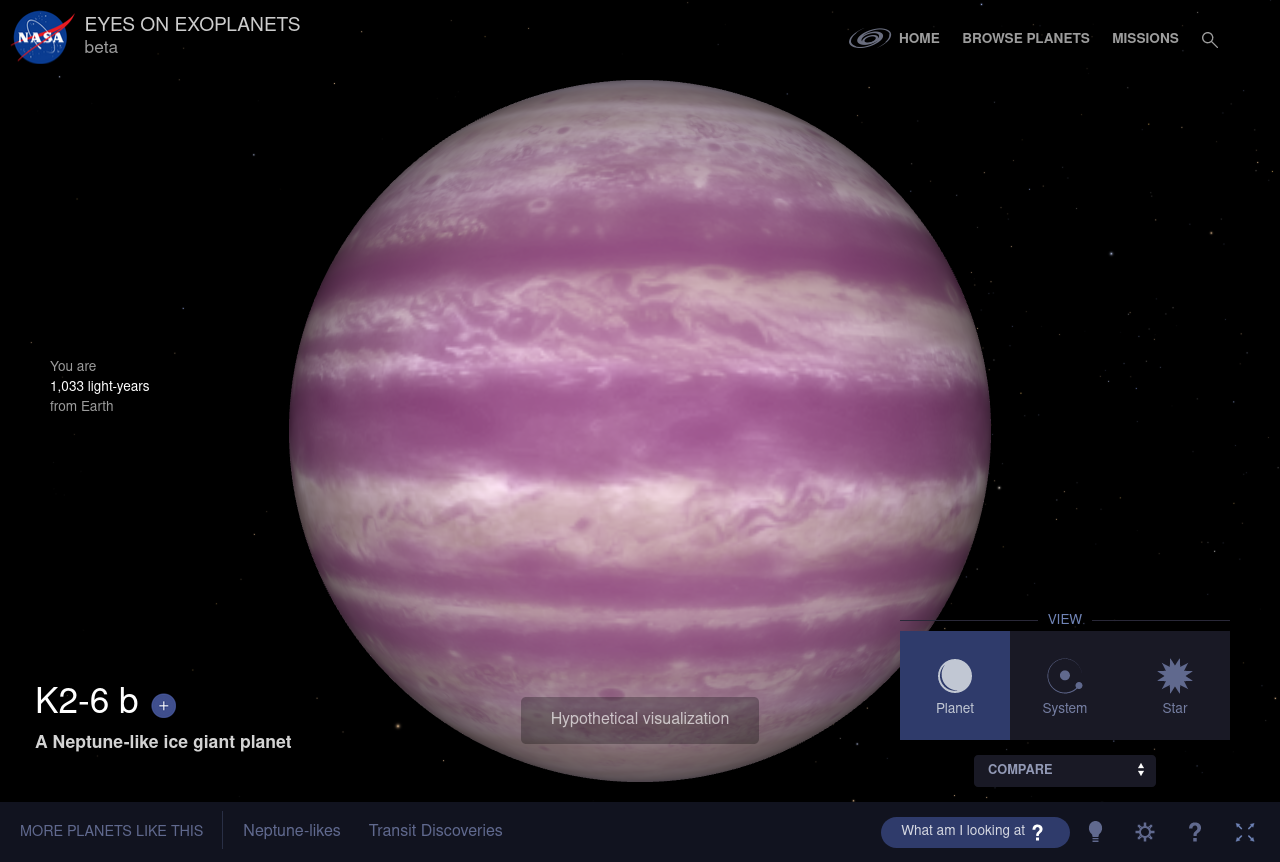 NASA
EYES ON EXOPLANETS
beta
HOME
BROWSE PLANETS
MISSIONS
You are
1,033 light-years
from Earth
K2-6 b +
A Neptune-like ice giant planet
Hypothetical visualization
VIEW
Planet
System
Star
COMPARE
MORE PLANETS LIKE THIS
Neptune-likes
Transit Discoveries
What am I looking at ?
?